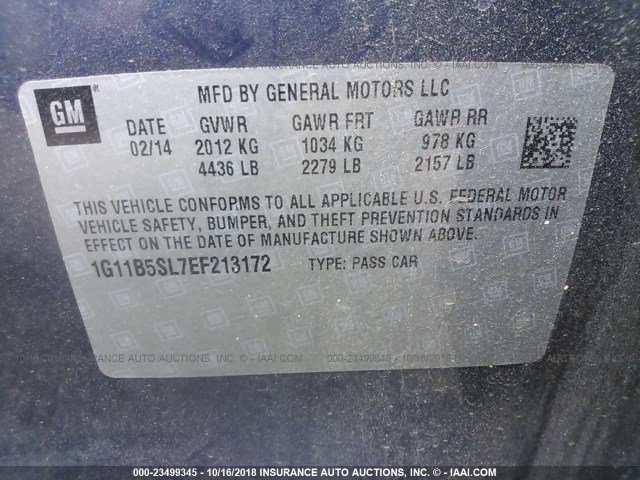 GM
MFD BY GENERAL MOTORS LLC
DATE GVWR GAWR FRT GAWR RR
02/14 2012 KG 1034 KG 978 KG
4436 LB 2279 LB 2157 LB
THIS VEHICLE CONFORMS TO ALL APPLICABLE U.S. FEDERAL MOTOR
VEHICLE SAFETY, BUMPER, AND THEFT PREVENTION STANDARDS IN
EFFECT ON THE DATE OF MANUFACTURE SHOWN ABOVE.
1G11B5SL7EF213172 TYPE: PASS CAR
000-23499345 - 10/16/2018 INSURANCE AUTO AUCTIONS, INC. - IAAI.COM